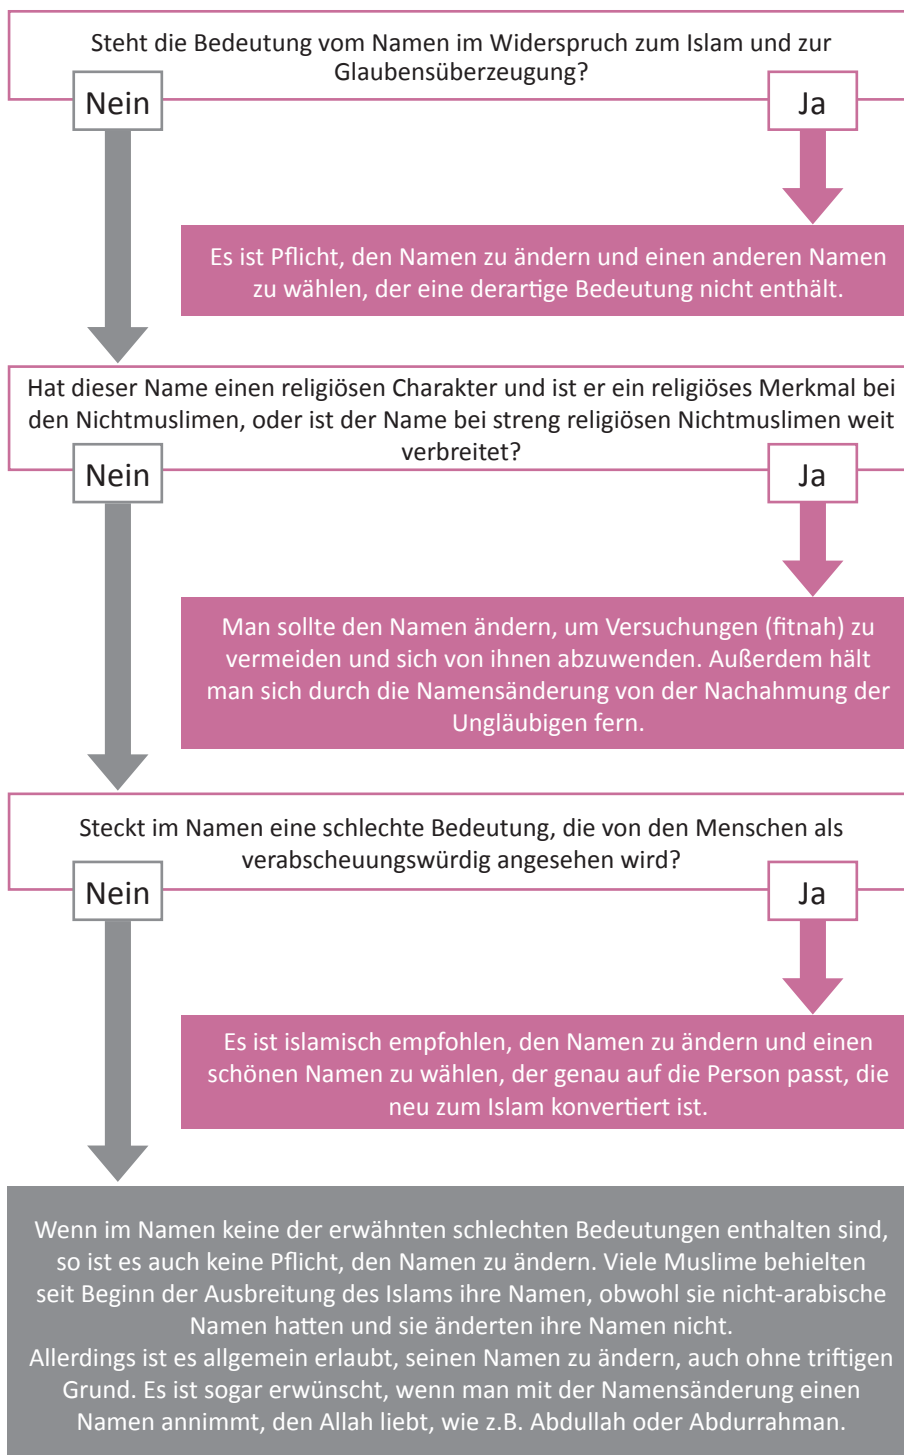 Steht die Bedeutung vom Namen im Widerspruch zum Islam und zur
Glaubensüberzeugung?
Nein
Ja
Es ist Pflicht, den Namen zu ändern und einen anderen Namen
zu wählen, der eine derartige Bedeutung nicht enthält.
Hat dieser Name einen religiösen Charakter und ist er ein religiöses Merkmal bei
den Nichtmuslimen, oder ist der Name bei streng religiösen Nichtmuslimen weit
verbreitet?
Nein
Ja
Man sollte den Namen ändern, um Versuchungen (fitnah) zu
vermeiden und sich von ihnen abzuwenden. Außerdem hält
man sich durch die Namensänderung von der Nachahmung der
Ungläubigen fern.
Steckt im Namen eine schlechte Bedeutung, die von den Menschen als
verabscheuungswürdig angesehen wird?
Nein
Ja
Es ist islamisch empfohlen, den Namen zu ändern und einen
schönen Namen zu wählen, der genau auf die Person passt, die
neu zum Islam konvertiert ist.
Wenn im Namen keine der erwähnten schlechten Bedeutungen enthalten sind,
so ist es auch keine Pflicht, den Namen zu ändern. Viele Muslime behielten
seit Beginn der Ausbreitung des Islams ihre Namen, obwohl sie nicht-arabische
Namen hatten und sie änderten ihre Namen nicht.
Allerdings ist es allgemein erlaubt, seinen Namen zu ändern, auch ohne triftigen
Grund. Es ist sogar erwünscht, wenn man mit der Namensänderung einen
Namen annimmt, den Allah liebt, wie z.B. Abdullah oder Abdurrahman.